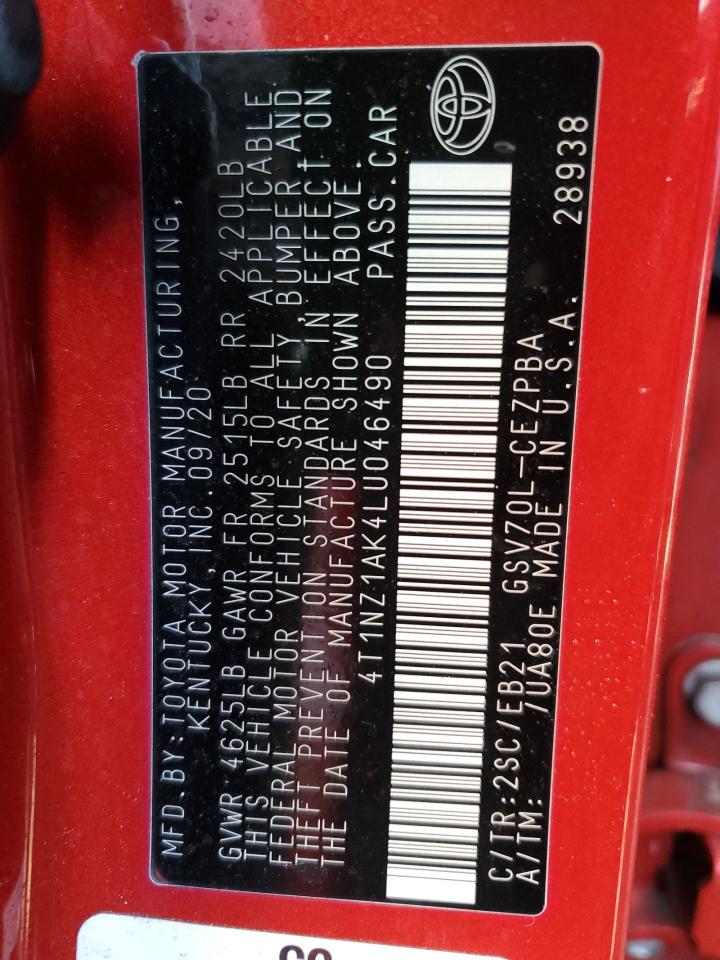 MFD.BY:TOYOTA MOTOR MANUFACTURING,
KENTUCKY, INC.09/20
GVWR 4625LB GAWR FR 2515LB RR 2420LB
THIS VEHICLE CONFORMS TO ALL APPLICABLE
FEDERAL MOTOR VEHICLE SAFETY, BUMPER AND
THEFT PREVENTION STANDARDS IN EFFECT ON
THE DATE OF MANUFACTURE SHOWN ABOVE.
4T1NZ1AK4LU046490 PASS.CAR
C/TR:2SC/EB21 GSV70L-CEZPBA
A/TM: /UA80E MADE IN U.S.A. 28938